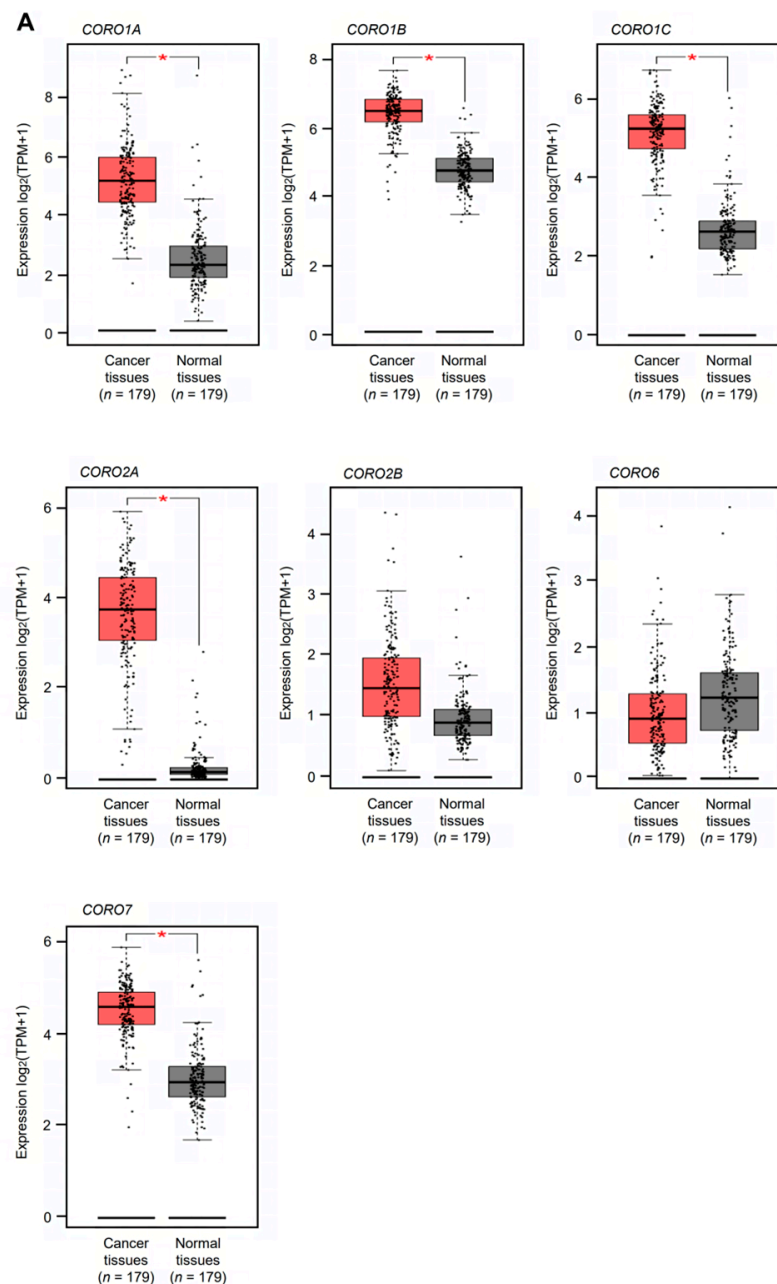 A
CORO1A
CORO1B
CORO1C
*
*
*
Expression log₂(TPM+1)
8
6
4
2
0
Expression log₂(TPM+1)
8
6
4
2
0
Expression log₂(TPM+1)
6
4
2
0
Cancer tissues (n = 179)
Normal tissues (n = 179)
Cancer tissues (n = 179)
Normal tissues (n = 179)
Cancer tissues (n = 179)
Normal tissues (n = 179)
CORO2A
CORO2B
CORO6
*
Expression log₂(TPM+1)
6
4
2
0
Expression log₂(TPM+1)
4
3
2
1
0
Expression log₂(TPM+1)
4
3
2
1
0
Cancer tissues (n = 179)
Normal tissues (n = 179)
Cancer tissues (n = 179)
Normal tissues (n = 179)
Cancer tissues (n = 179)
Normal tissues (n = 179)
CORO7
*
Expression log₂(TPM+1)
6
4
2
0
Cancer tissues (n = 179)
Normal tissues (n = 179)